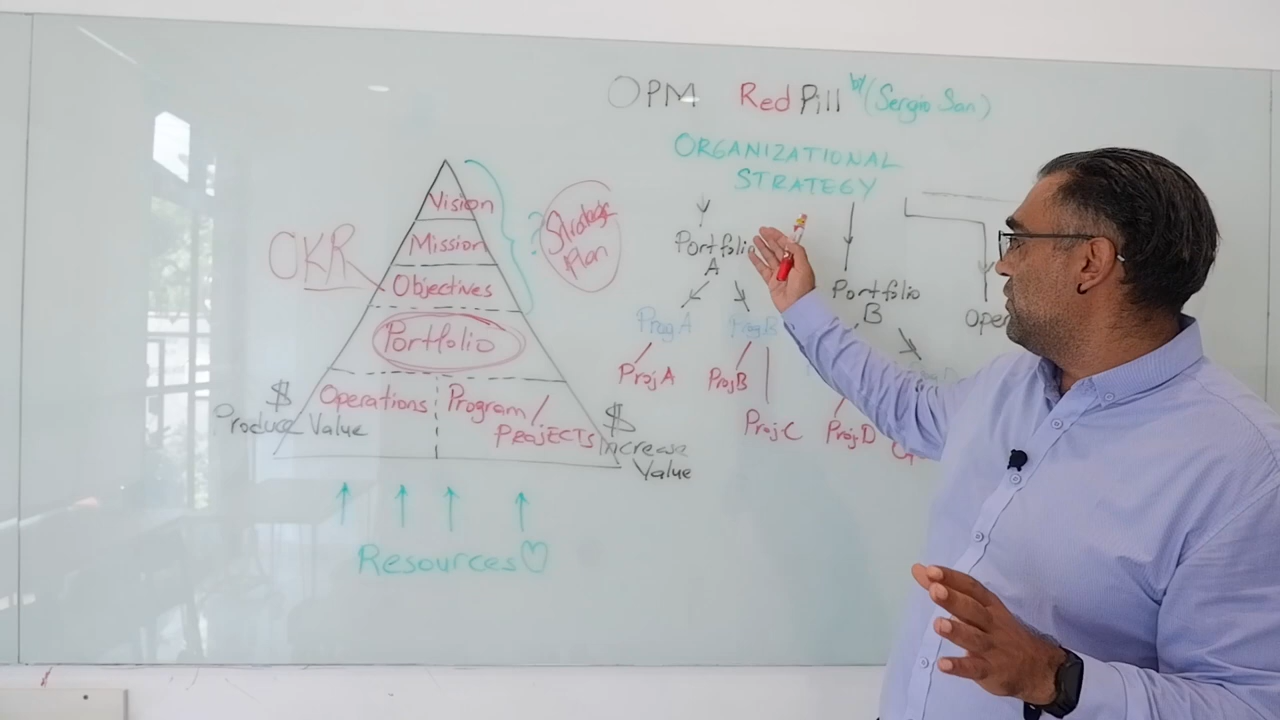 OPM Red Pill by (Sergio San)
ORGANIZATIONAL
STRATEGY
Vision
Mission
Objectives
Portfolio
Operations
Program /
PROJECTS
OKR
Strategic
Plan
$
Produce Value
$
Increase
Value
Resources♡
Portfolio
A
Prog A
Prog B
Proj A
Proj B
Proj C
Portfolio
B
Proj D